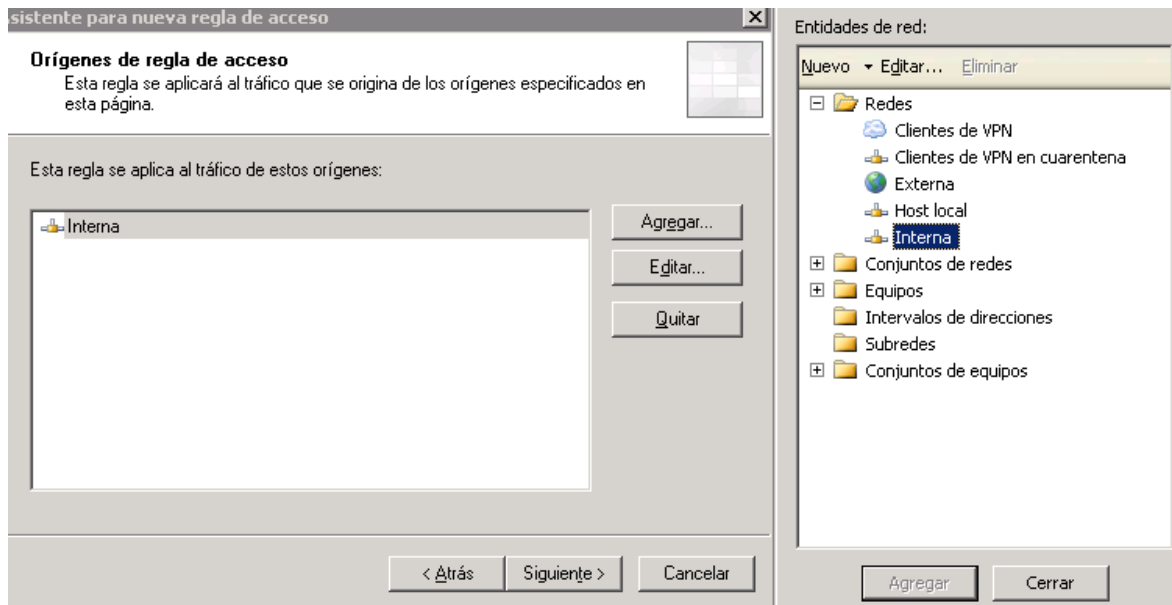 sistente para nueva regla de acceso
Orígenes de regla de acceso
Esta regla se aplicará al tráfico que se origina de los orígenes especificados en
esta página.
Esta regla se aplica al tráfico de estos orígenes:
Interna
Agregar...
Editar...
Quitar
< Atrás
Siguiente >
Cancelar
Entidades de red:
Nuevo
Editar...
Eliminar
Redes
Clientes de VPN
Clientes de VPN en cuarentena
Externa
Host local
Interna
Conjuntos de redes
Equipos
Intervalos de direcciones
Subredes
Conjuntos de equipos
Agregar
Cerrar